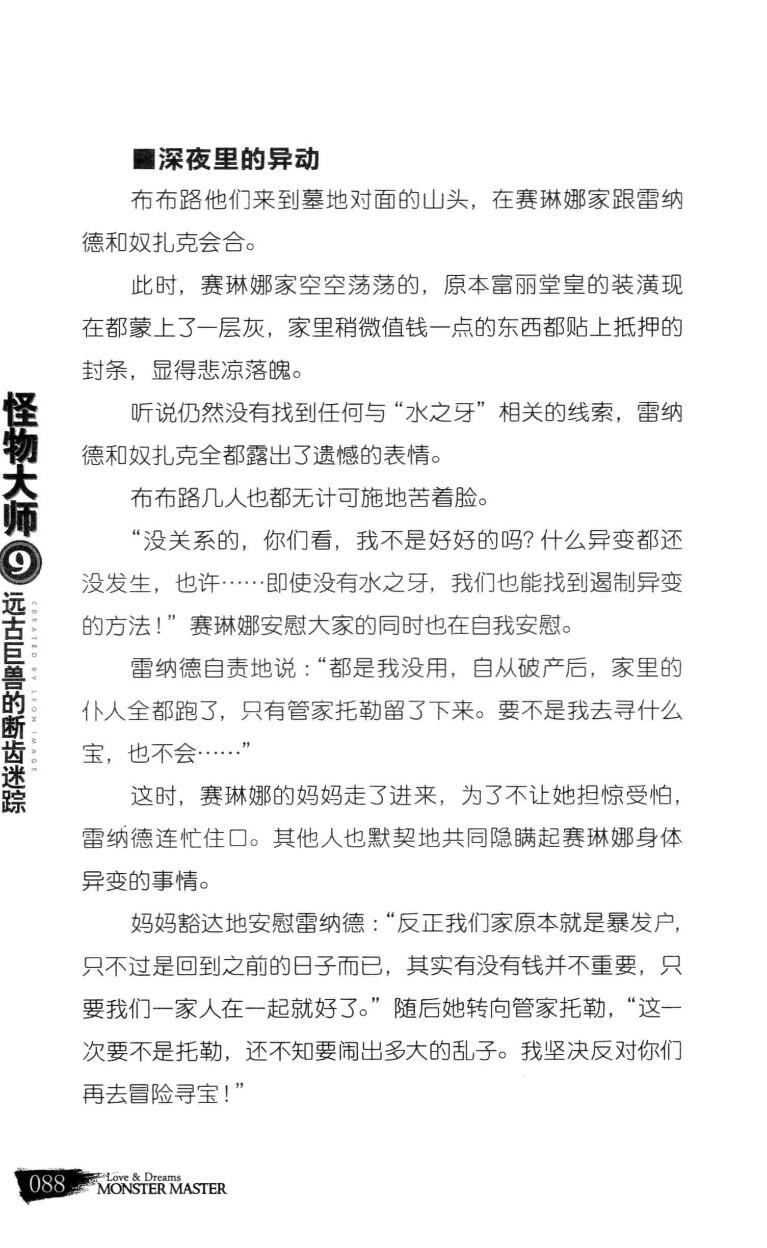 ■深夜里的异动
布布路他们来到墓地对面的山头，在赛琳娜家跟雷纳
德和奴扎克会合。
此时，赛琳娜家空空荡荡的，原本富丽堂皇的装潢现
在都蒙上了一层灰，家里稍微值钱一点的东西都贴上抵押的
封条，显得悲凉落魄。
听说仍然没有找到任何与“水之牙”相关的线索，雷纳
德和奴扎克全都露出了遗憾的表情。
布布路几人也都无计可施地苦着脸。
“没关系的，你们看，我不是好好的吗？什么异变都还
没发生，也许……即使没有水之牙，我们也能找到遏制异变
的方法！”赛琳娜安慰大家的同时也在自我安慰。
雷纳德自责地说：“都是我没用，自从破产后，家里的
仆人全都跑了，只有管家托勒留了下来。要不是我去寻什么
宝，也不会……”
这时，赛琳娜的妈妈走了进来，为了不让她担惊受怕，
雷纳德连忙住口。其他人也默契地共同隐瞒起赛琳娜身体
异变的事情。
妈妈豁达地安慰雷纳德：“反正我们家原本就是暴发户，
只不过是回到之前的日子而已，其实有没有钱并不重要，只
要我们一家人在一起就好了。”随后她转向管家托勒，“这一
次要不是托勒，还不知要闹出多大的乱子。我坚决反对你们
再去冒险寻宝！”
怪物大师9
远古巨兽的断齿迷踪
CREATED BY LEON IMAGE
088
Love & Dreams
MONSTER MASTER